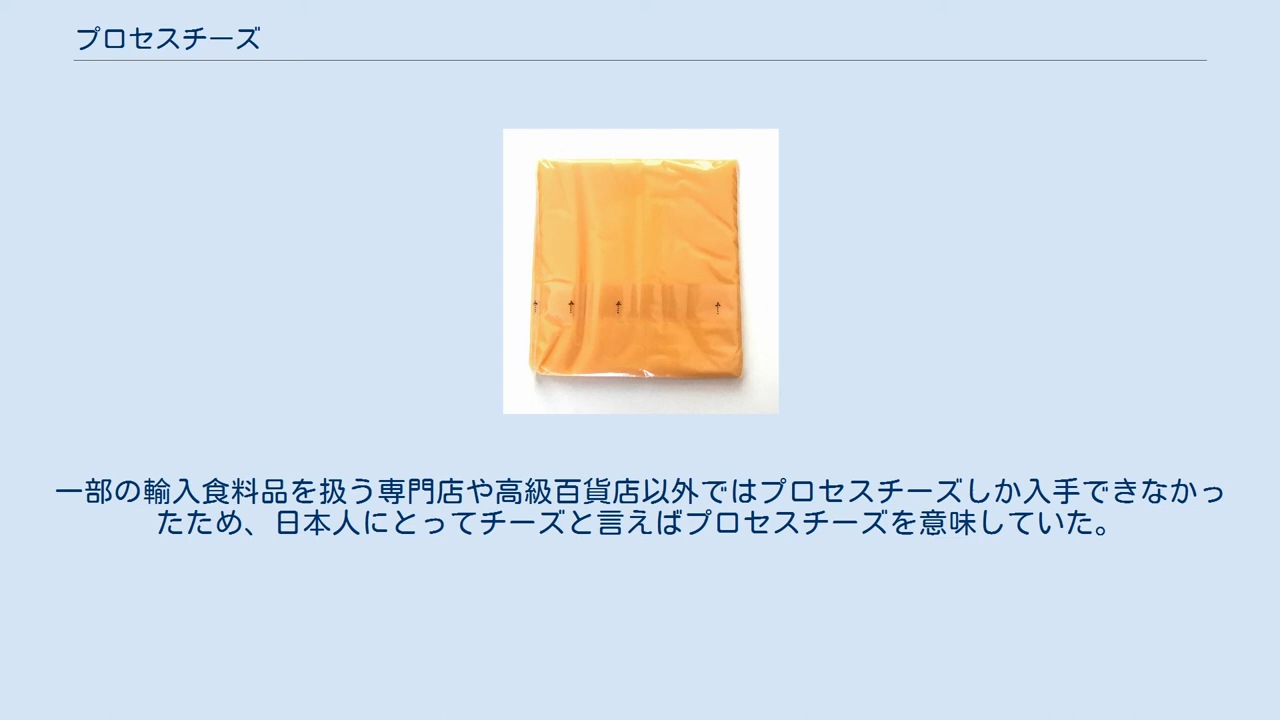 プロセスチーズ
一部の輸入食料品を扱う専門店や高級百貨店以外ではプロセスチーズしか入手できなかっ
たため、日本人にとってチーズと言えばプロセスチーズを意味していた。